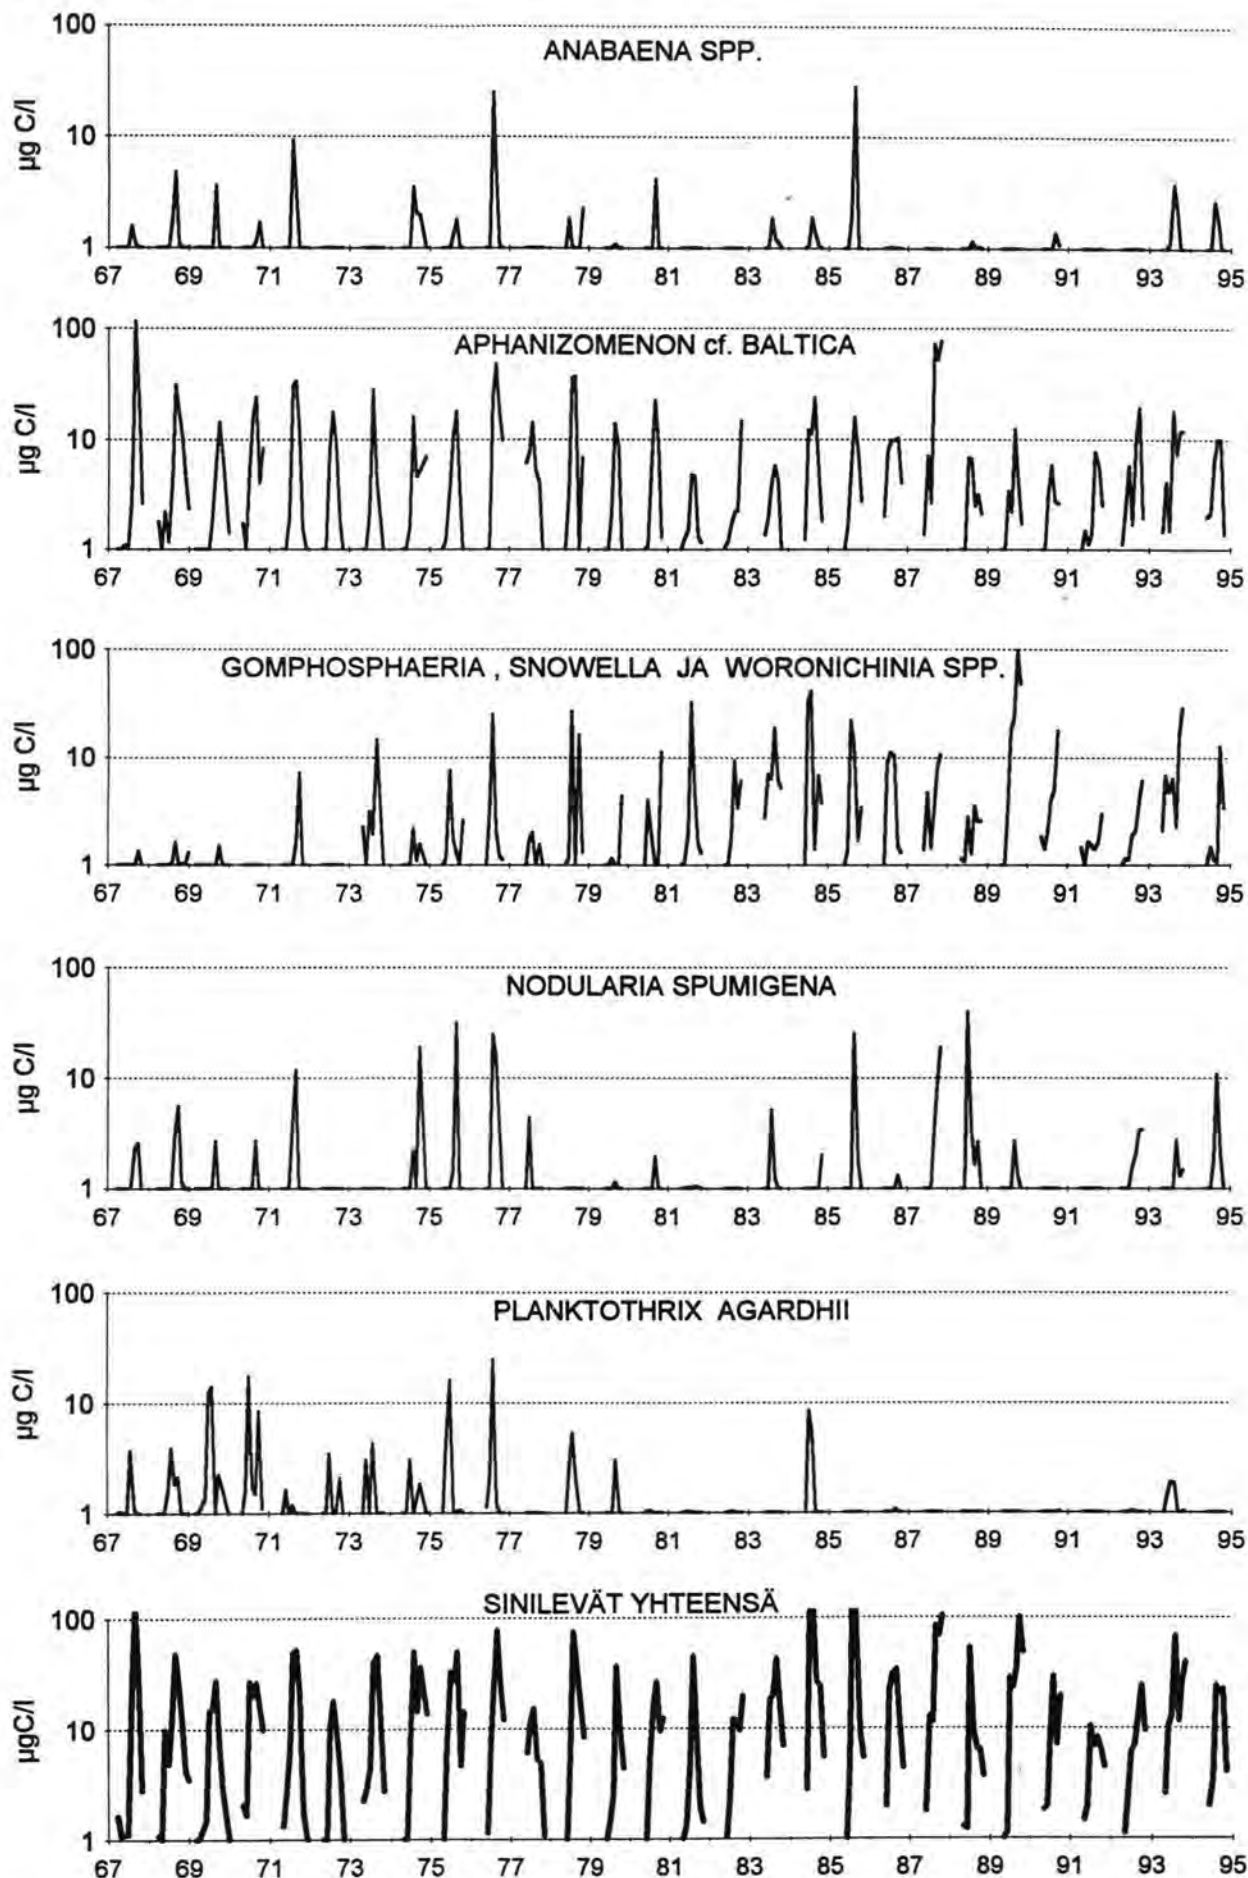 ANABAENA SPP.
µg C/l
100
10
1
67 69 71 73 75 77 79 81 83 85 87 89 91 93 95
APHANIZOMENON cf. BALTICA
µg C/l
100
10
1
67 69 71 73 75 77 79 81 83 85 87 89 91 93 95
GOMPHOSPHAERIA , SNOWELLA JA WORONICHINIA SPP.
µg C/l
100
10
1
67 69 71 73 75 77 79 81 83 85 87 89 91 93 95
NODULARIA SPUMIGENA
µg C/l
100
10
1
67 69 71 73 75 77 79 81 83 85 87 89 91 93 95
PLANKTOTHRIX AGARDHII
µg C/l
100
10
1
67 69 71 73 75 77 79 81 83 85 87 89 91 93 95
SINILEVÄT YHTEENSÄ
µgC/l
100
10
1
67 69 71 73 75 77 79 81 83 85 87 89 91 93 95